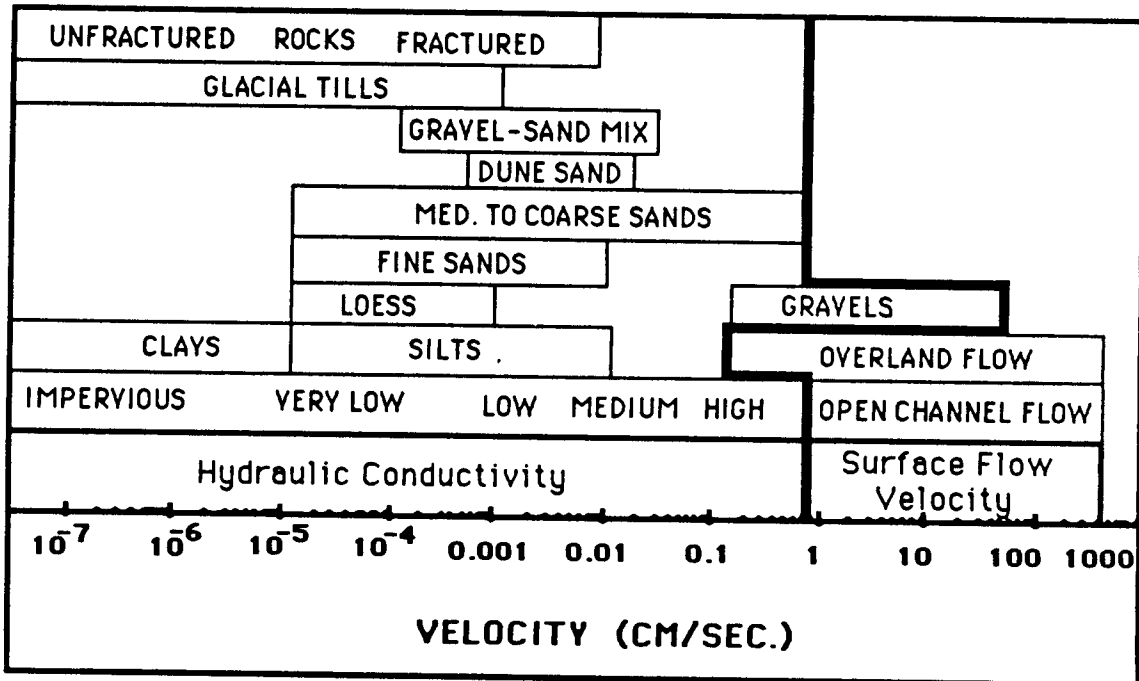 UNFRACTURED ROCKS FRACTURED
GLACIAL TILLS
GRAVEL-SAND MIX
DUNE SAND
MED. TO COARSE SANDS
FINE SANDS
LOESS GRAVELS
CLAYS SILTS . OVERLAND FLOW
IMPERVIOUS VERY LOW LOW MEDIUM HIGH OPEN CHANNEL FLOW
Hydraulic Conductivity Surface Flow
Velocity
10⁻⁷ 10⁶ 10⁻⁵ 10⁻⁴ 0.001 0.01 0.1 1 10 100 1000
VELOCITY (CM/SEC.)